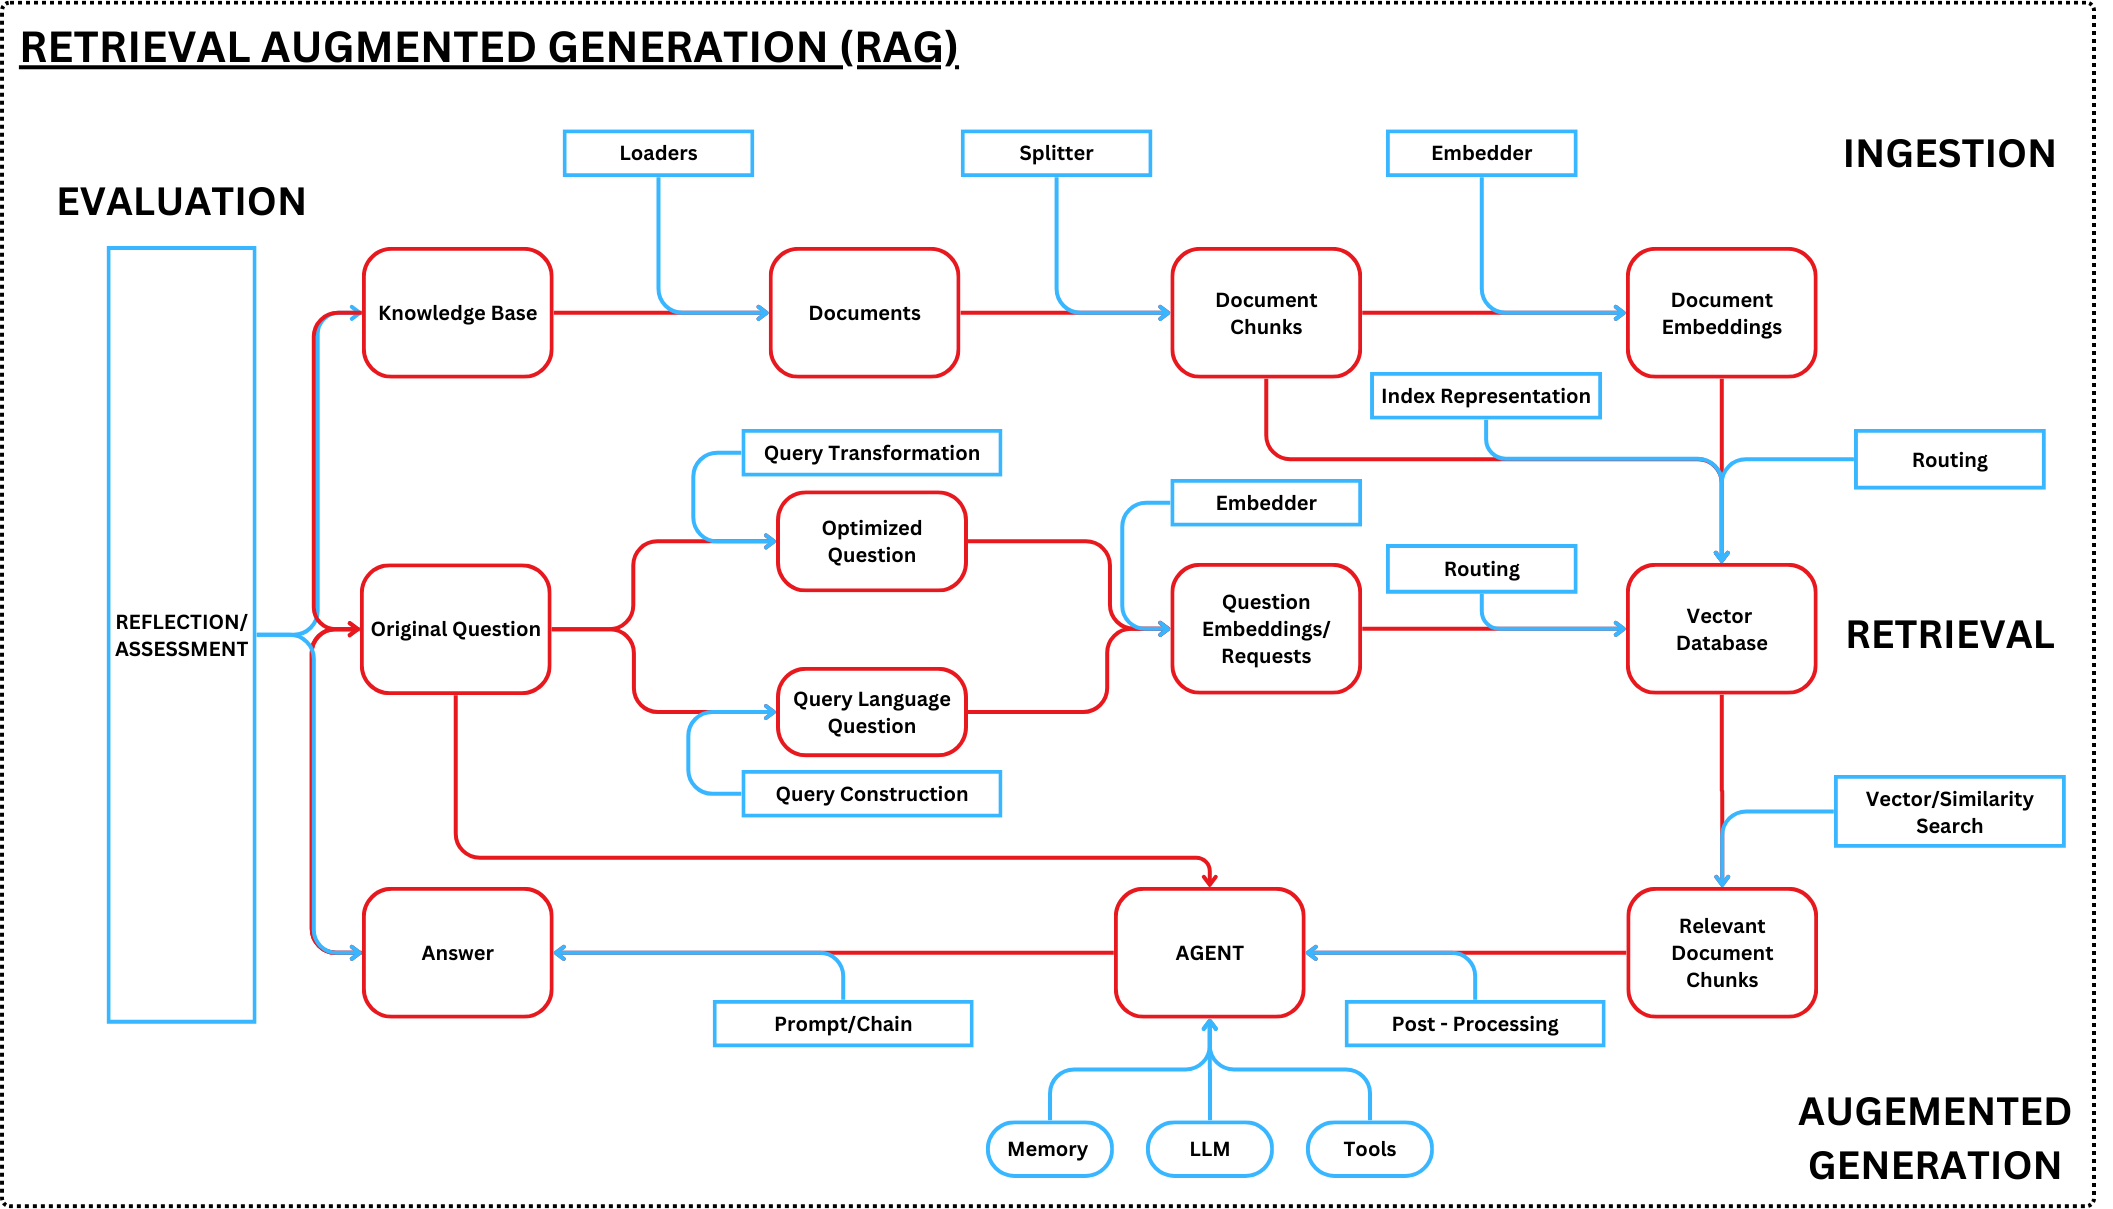 RETRIEVAL AUGMENTED GENERATION (RAG)
Loaders
Splitter
Embedder
INGESTION
EVALUATION
Knowledge Base
Documents
Document
Chunks
Document
Embeddings
Index Representation
Query Transformation
Routing
Embedder
Optimized
Question
Routing
REFLECTION/
ASSESSMENT
Original Question
Question
Embeddings/
Requests
Vector
Database
RETRIEVAL
Query Language
Question
Query Construction
Vector/Similarity
Search
Answer
AGENT
Relevant
Document
Chunks
Prompt/Chain
Post - Processing
Memory
LLM
Tools
AUGEMENTED
GENERATION